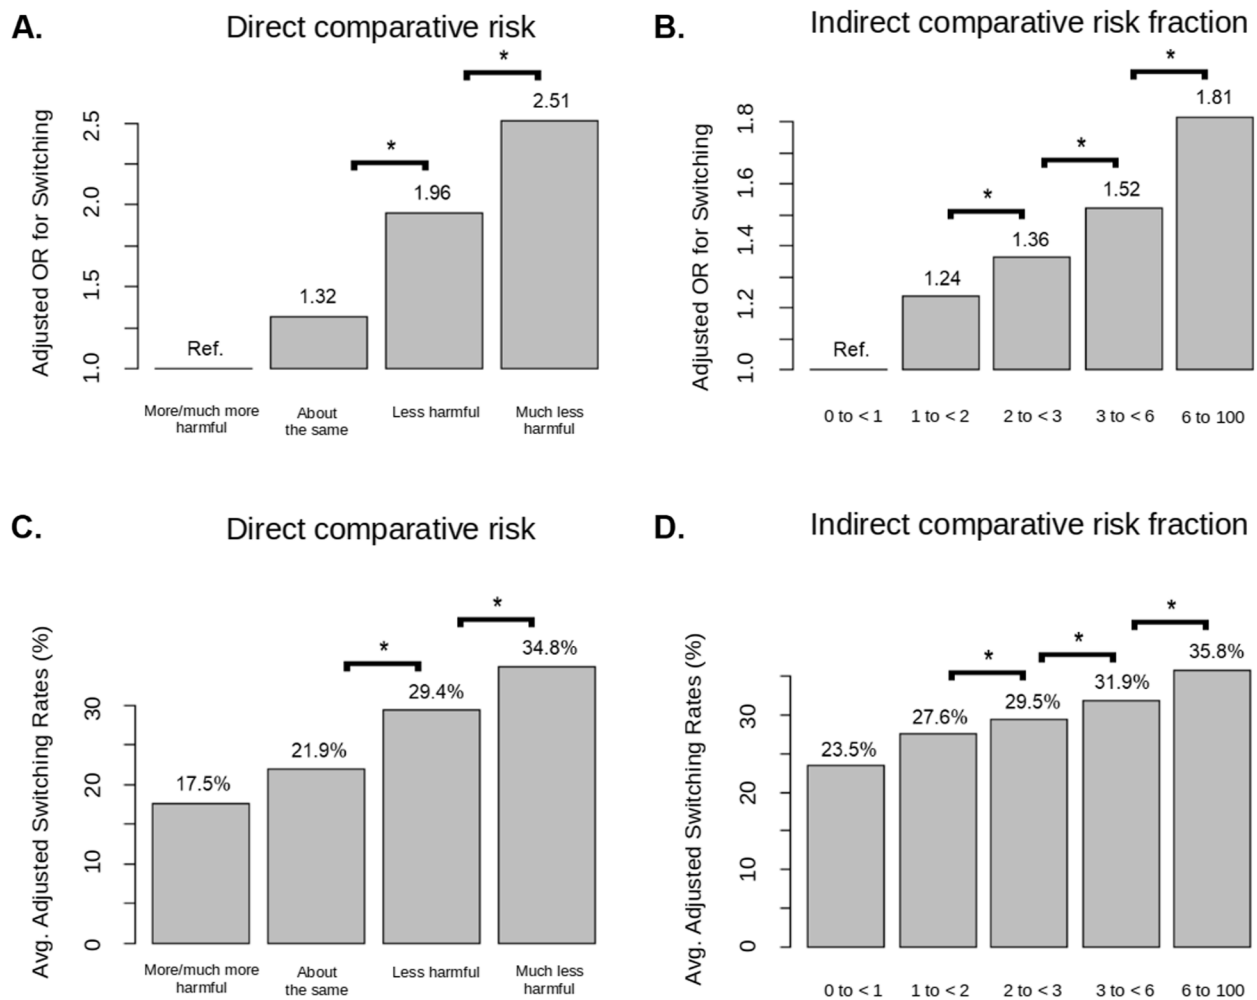 A.
Direct comparative risk
Adjusted OR for Switching
2.5
2.0
1.5
1.0
Ref.
1.32
*
1.96
*
2.51
More/much more
harmful
About
the same
Less harmful
Much less
harmful
B.
Indirect comparative risk fraction
Adjusted OR for Switching
1.8
1.6
1.4
1.2
1.0
Ref.
1.24
*
1.36
*
1.52
*
1.81
0 to < 1
1 to < 2
2 to < 3
3 to < 6
6 to 100
C.
Direct comparative risk
Avg. Adjusted Switching Rates (%)
30
20
10
0
17.5%
21.9%
*
29.4%
*
34.8%
More/much more
harmful
About
the same
Less harmful
Much less
harmful
D.
Indirect comparative risk fraction
Avg. Adjusted Switching Rates (%)
30
20
10
0
23.5%
27.6%
*
29.5%
*
31.9%
*
35.8%
0 to < 1
1 to < 2
2 to < 3
3 to < 6
6 to 100